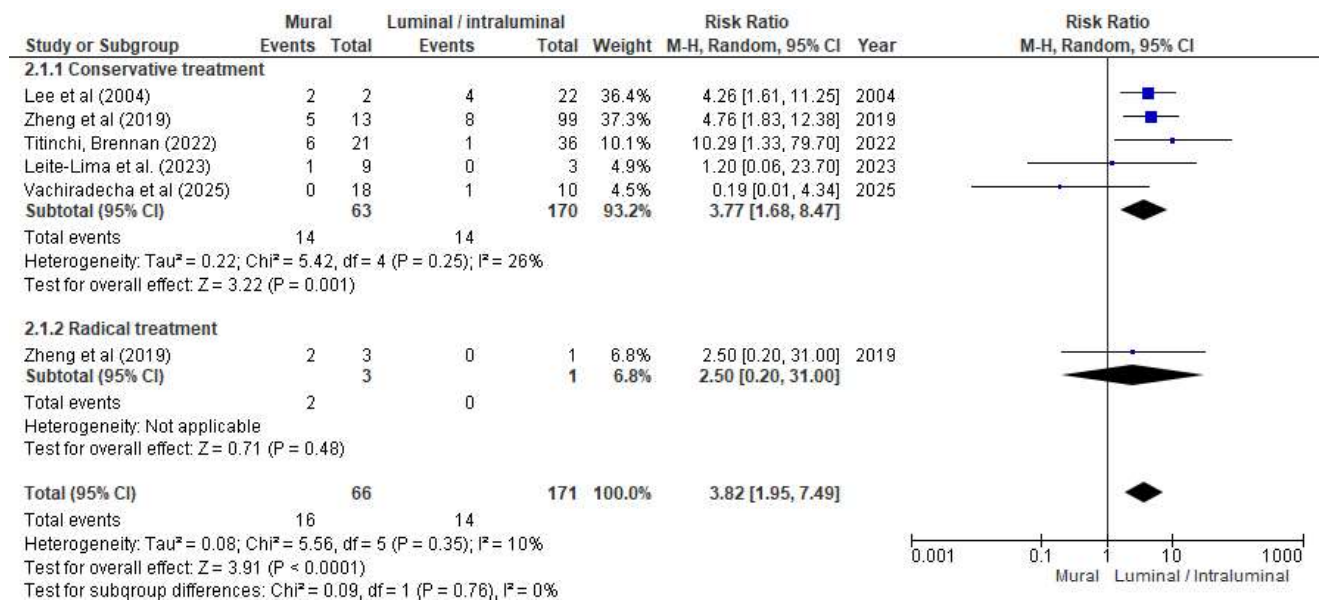 Mural Luminal / intraluminal Risk Ratio Risk Ratio
Study or Subgroup Events Total Events Total Weight M-H, Random, 95% CI Year M-H, Random, 95% CI
2.1.1 Conservative treatment
Lee et al (2004) 2 2 4 22 36.4% 4.26 [1.61, 11.25] 2004
Zheng et al (2019) 5 13 8 99 37.3% 4.76 [1.83, 12.38] 2019
Titinchi, Brennan (2022) 6 21 1 36 10.1% 10.29 [1.33, 79.70] 2022
Leite-Lima et al. (2023) 1 9 0 3 4.9% 1.20 [0.06, 23.70] 2023
Vachiradecha et al (2025) 0 18 1 10 4.5% 0.19 [0.01, 4.34] 2025
Subtotal (95% CI) 63 170 93.2% 3.77 [1.68, 8.47]
Total events 14 14
Heterogeneity: Tau² = 0.22; Chi² = 5.42, df = 4 (P = 0.25); I² = 26%
Test for overall effect: Z = 3.22 (P = 0.001)
2.1.2 Radical treatment
Zheng et al (2019) 2 3 0 1 6.8% 2.50 [0.20, 31.00] 2019
Subtotal (95% CI) 3 1 6.8% 2.50 [0.20, 31.00]
Total events 2 0
Heterogeneity: Not applicable
Test for overall effect: Z = 0.71 (P = 0.48)
Total (95% CI) 66 171 100.0% 3.82 [1.95, 7.49]
Total events 16 14
Heterogeneity: Tau² = 0.08; Chi² = 5.56, df = 5 (P = 0.35); I² = 10%
Test for overall effect: Z = 3.91 (P < 0.0001)
Test for subgroup differences: Chi² = 0.09, df = 1 (P = 0.76), I² = 0%
0.001 0.1 1 10 1000
Mural Luminal / Intraluminal